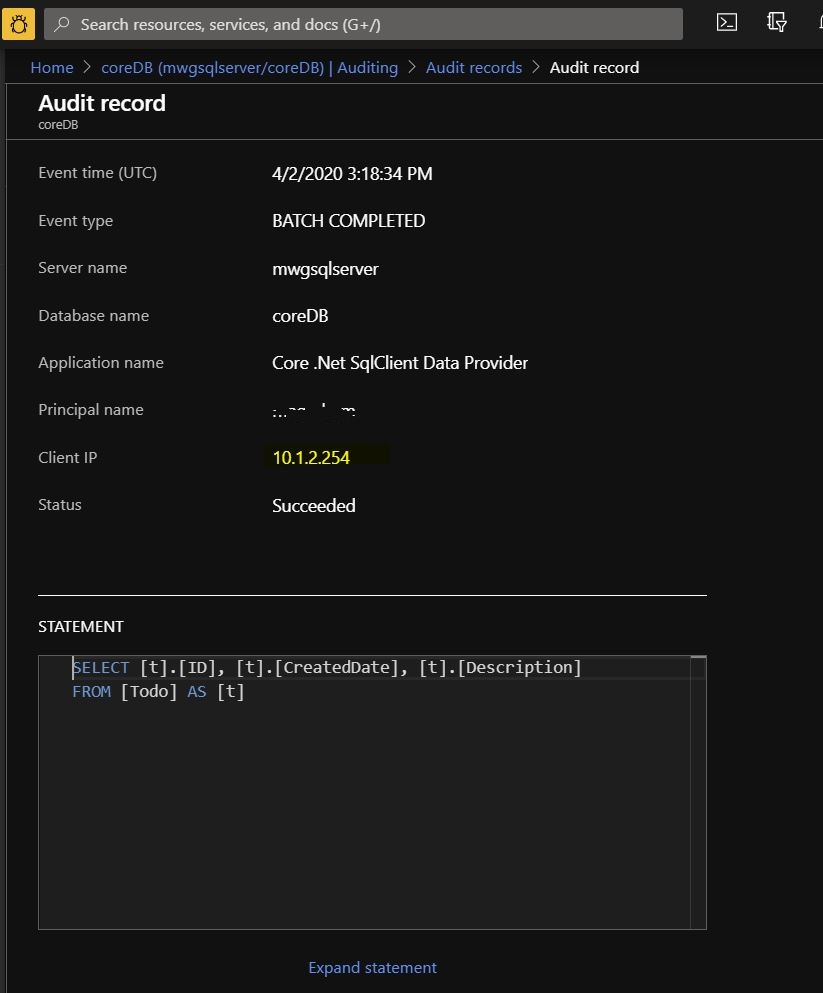 Search resources, services, and docs (G+/)
Home > coreDB (mwgsqlserver/coreDB) | Auditing > Audit records > Audit record
Audit record
coreDB
Event time (UTC) 4/2/2020 3:18:34 PM
Event type BATCH COMPLETED
Server name mwgsqlserver
Database name coreDB
Application name Core .Net SqlClient Data Provider
Principal name
Client IP 10.1.2.254
Status Succeeded
STATEMENT
SELECT [t].[ID], [t].[CreatedDate], [t].[Description]
FROM [Todo] AS [t]
Expand statement